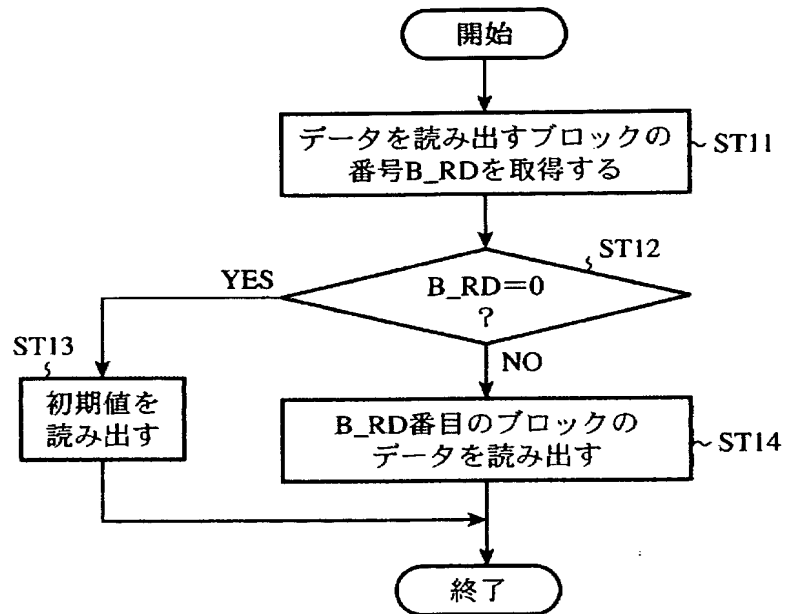 開始
データを読み出すブロックの
番号B_RDを取得する
ST11
ST12
YES
B_RD=0
?
ST13
NO
初期値を
読み出す
B_RD番目のブロックの
データを読み出す
ST14
終了